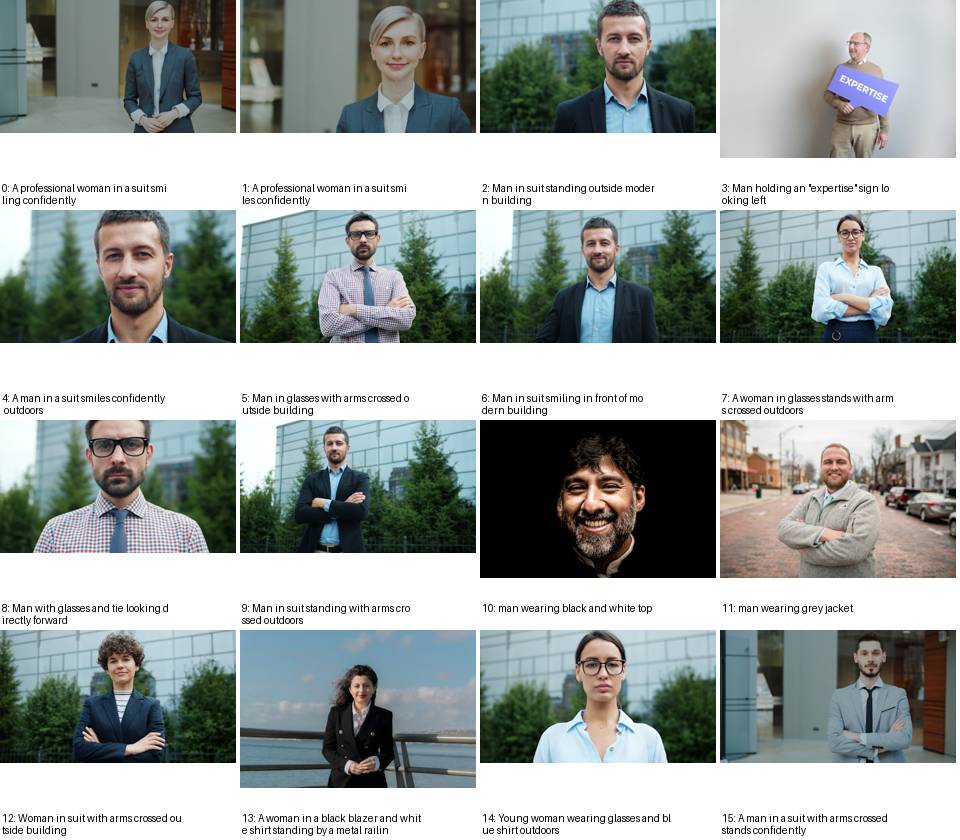 EXPERTISE
0: A professional woman in a suit smi
ling confidently
1: A professional woman in a suit smi
les confidently
2: Man in suit standing outside moder
n building
3: Man holding an "expertise" sign lo
oking left
4: A man in a suit smiles confidently
outdoors
5: Man in glasses with arms crossed o
utside building
6: Man in suit smiling in front of mo
dern building
7: A woman in glasses stands with arm
s crossed outdoors
8: Man with glasses and tie looking d
irectly forward
9: Man in suit standing with arms cro
ssed outdoors
10: man wearing black and white top
11: man wearing grey jacket
12: Woman in suit with arms crossed ou
tside building
13: A woman in a black blazer and whit
e shirt standing by a metal railin
14: Young woman wearing glasses and bl
ue shirt outdoors
15: A man in a suit with arms crossed
stands confidently